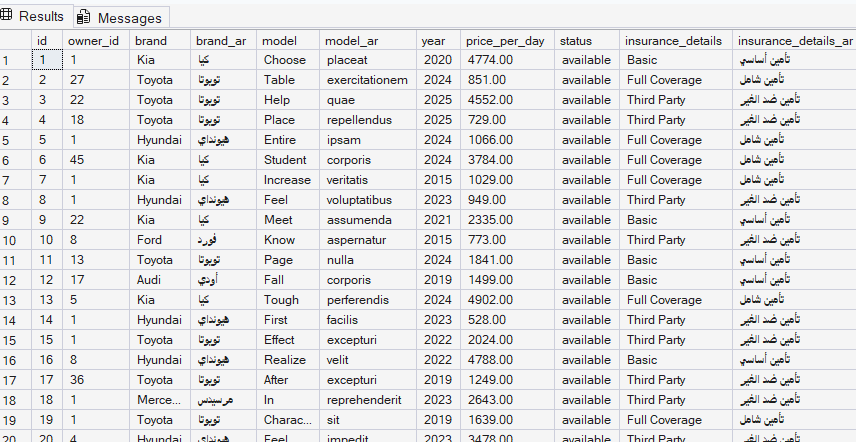 Results Messages
id owner_id brand brand_ar model model_ar year price_per_day status insurance_details insurance_details_ar
1 1 1 Kia كيا Choose placeat 2020 4774.00 available Basic تأمين أساسي
2 2 27 Toyota تويوتا Table exercitationem 2024 851.00 available Full Coverage تأمين شامل
3 3 22 Toyota تويوتا Help quae 2025 4552.00 available Third Party تأمين ضد الغير
4 4 18 Toyota تويوتا Place repellendus 2025 729.00 available Third Party تأمين ضد الغير
5 5 1 Hyundai هيونداي Entire ipsam 2024 1066.00 available Full Coverage تأمين شامل
6 6 45 Kia كيا Student corporis 2024 3784.00 available Full Coverage تأمين شامل
7 7 1 Kia كيا Increase veritatis 2015 1029.00 available Full Coverage تأمين شامل
8 8 1 Hyundai هيونداي Feel voluptatibus 2023 949.00 available Third Party تأمين ضد الغير
9 9 22 Kia كيا Meet assumenda 2021 2335.00 available Basic تأمين أساسي
10 10 8 Ford فورد Know aspernatur 2015 773.00 available Third Party تأمين ضد الغير
11 11 13 Toyota تويوتا Page nulla 2024 1841.00 available Basic تأمين أساسي
12 12 17 Audi أودي Fall corporis 2019 1499.00 available Basic تأمين أساسي
13 13 5 Kia كيا Tough perferendis 2024 4902.00 available Full Coverage تأمين شامل
14 14 1 Hyundai هيونداي First facilis 2023 528.00 available Third Party تأمين ضد الغير
15 15 1 Toyota تويوتا Effect excepturi 2022 2024.00 available Third Party تأمين ضد الغير
16 16 8 Hyundai هيونداي Realize velit 2022 4788.00 available Basic تأمين أساسي
17 17 36 Toyota تويوتا After excepturi 2019 1249.00 available Third Party تأمين ضد الغير
18 18 1 Merce... مرسيدس In reprehenderit 2023 2643.00 available Third Party تأمين ضد الغير
19 19 1 Toyota تويوتا Charac... sit 2019 1639.00 available Full Coverage تأمين شامل
20 20 4 Hyundai هيونداي Feel impedit 2023 3478.00 available Third Party تأمين ضد الغير